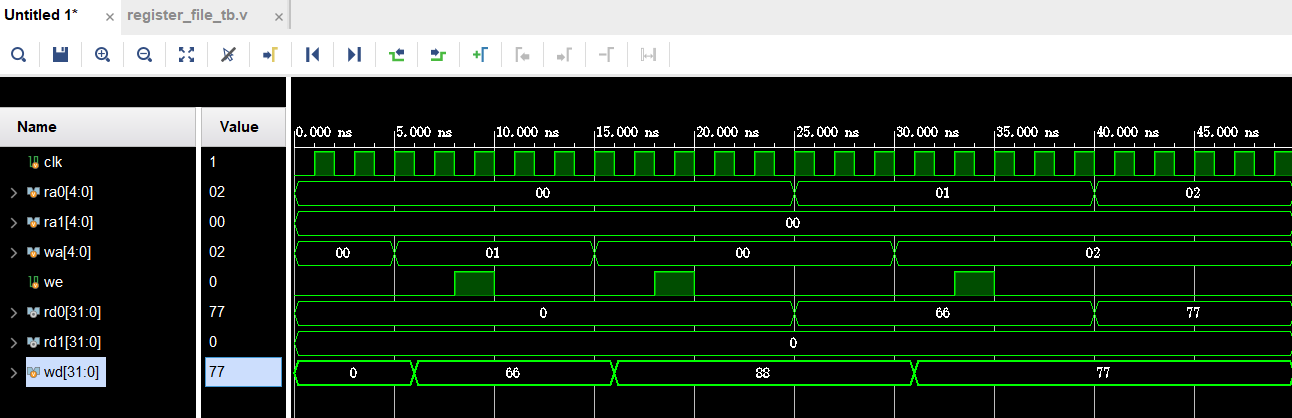 Untitled 1* × register_file_tb.v ×
Name Value 0.000 ns 5.000 ns 10.000 ns 15.000 ns 20.000 ns 25.000 ns 30.000 ns 35.000 ns 40.000 ns 45.000 ns
clk 1
ra0[4:0] 02 00 01 02
ra1[4:0] 00 00
wa[4:0] 02 00 01 00 02
we 0
rd0[31:0] 77 0 66 77
rd1[31:0] 0 0
wd[31:0] 77 0 66 88 77